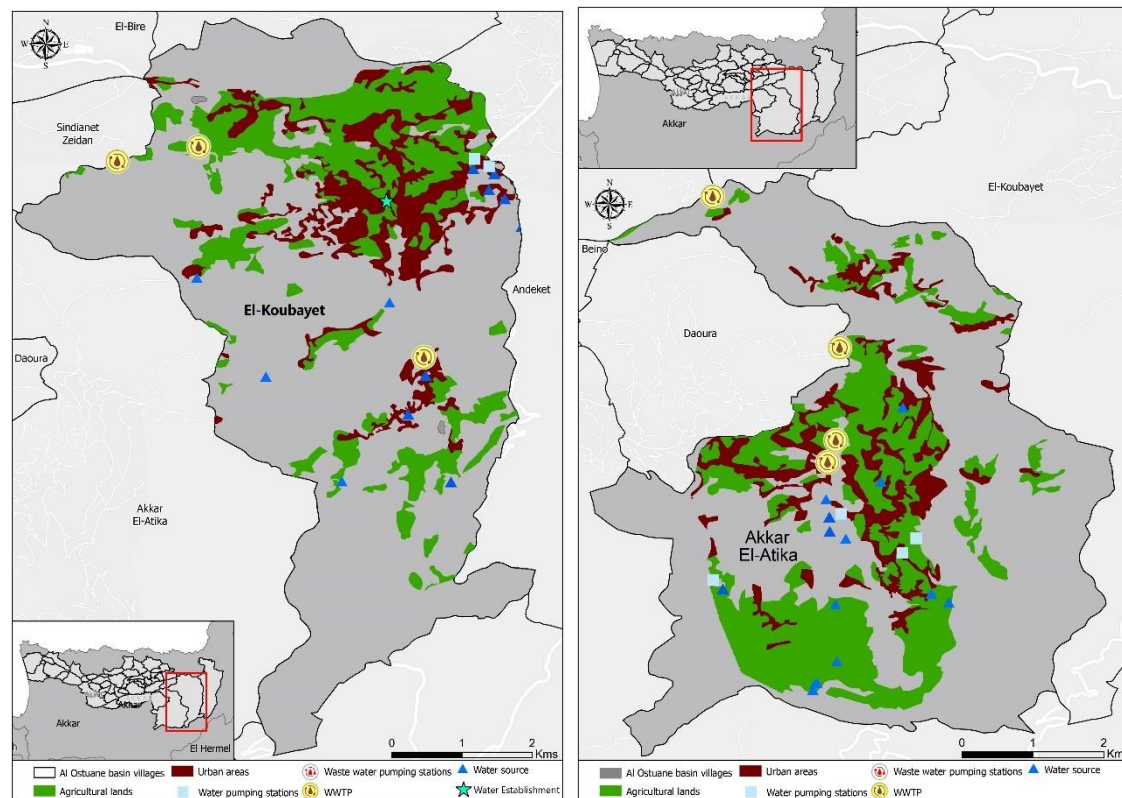 El-Bire
N
W E
S
Sindianet
Zeidan
El-Koubayet
Andeket
Daoura
Akkar
El-Atika
Akkar
Akkar
El Hermel
0 1 2
Kms
Al Ostuane basin villages
Urban areas
Waste water pumping stations
Water source
Agricultural lands
Water pumping stations
WWTP
Water Establishment
Akkar
N
W E
S
El-Koubayet
Beino
Daoura
Akkar
El-Atika
0 1 2
Kms
Al Ostuane basin villages
Urban areas
Waste water pumping stations
Water source
Agricultural lands
Water pumping stations
WWTP